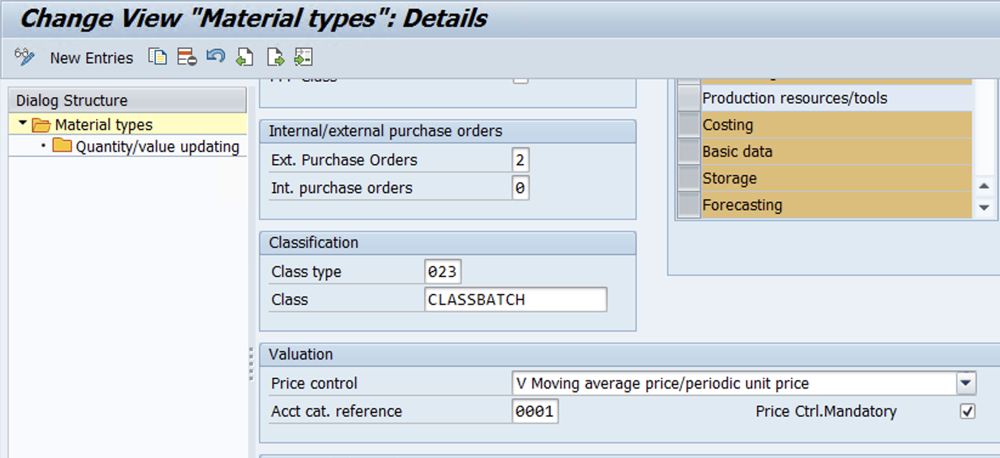 Change View "Material types": Details
New Entries
Dialog Structure
Material types
Quantity/value updating
Internal/external purchase orders
Ext. Purchase Orders 2
Int. purchase orders 0
Classification
Class type 023
Class CLASSBATCH
Production resources/tools
Costing
Basic data
Storage
Forecasting
Valuation
Price control V Moving average price/periodic unit price
Acct cat. reference 0001 Price Ctrl.Mandatory